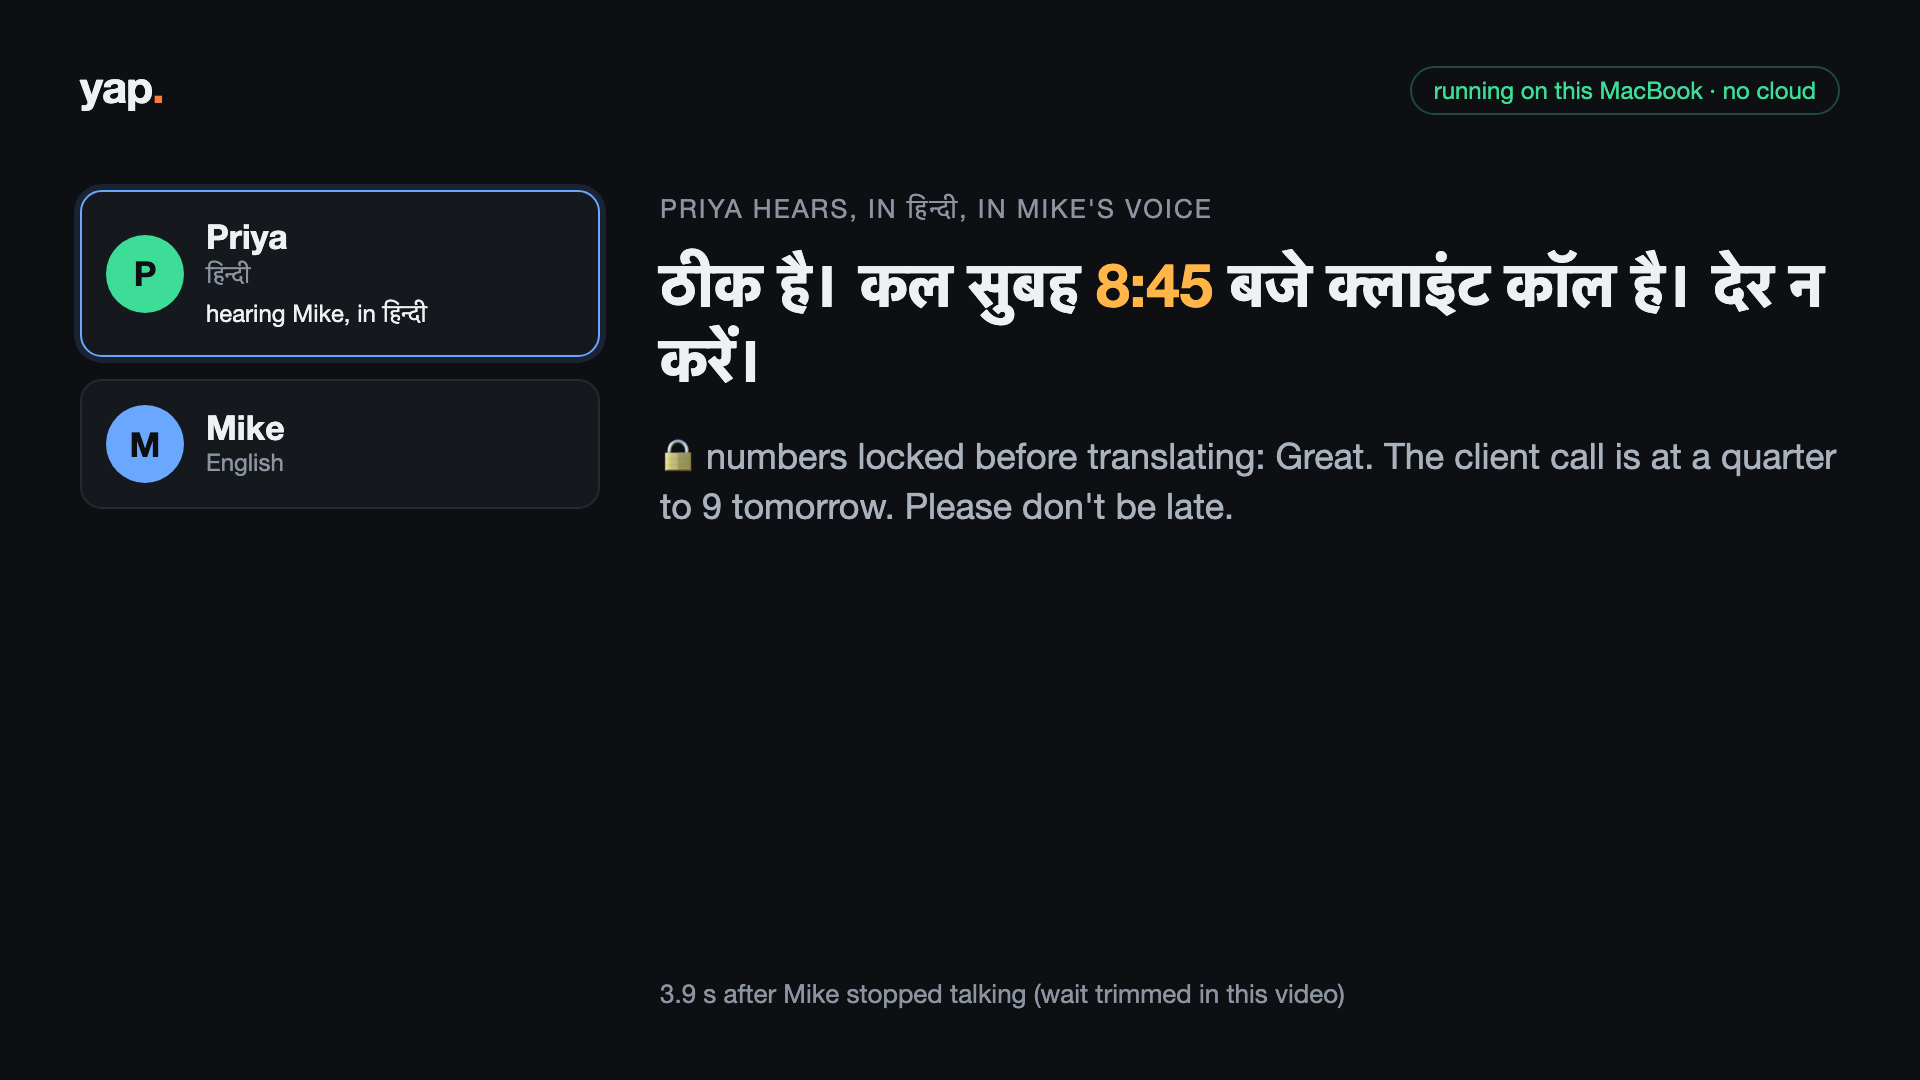 yap.
running on this MacBook · no cloud
P
Priya
हिन्दी
hearing Mike, in हिन्दी
M
Mike
English
PRIYA HEARS, IN हिन्दी, IN MIKE'S VOICE
ठीक है। कल सुबह 8:45 बजे क्लाइंट कॉल है। देर न
करें।
🔒 numbers locked before translating: Great. The client call is at a quarter
to 9 tomorrow. Please don't be late.
3.9 s after Mike stopped talking (wait trimmed in this video)